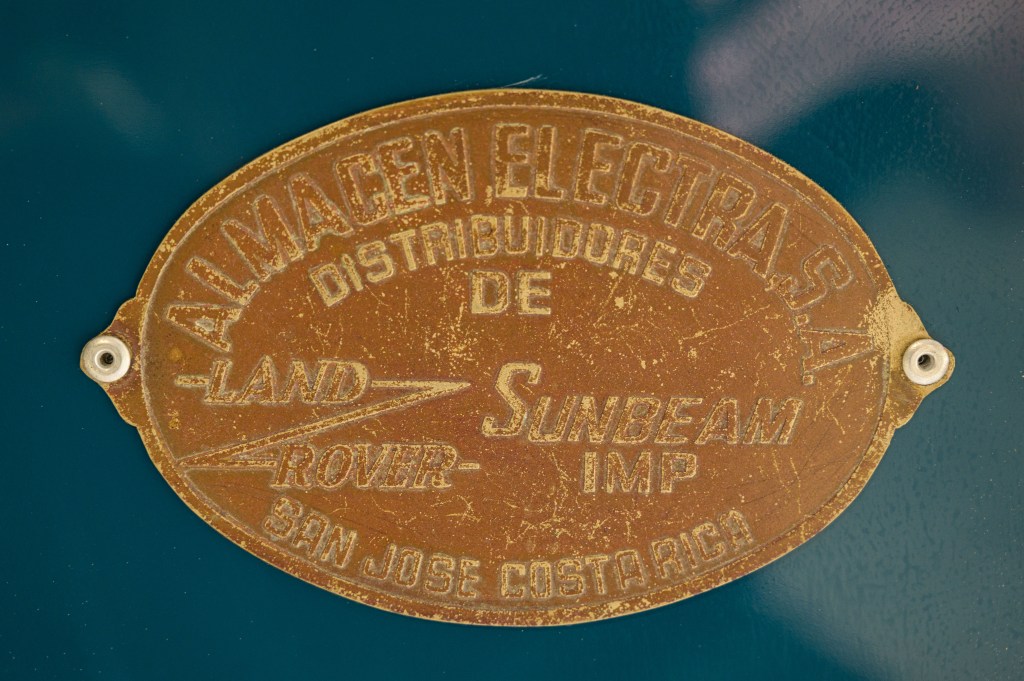 ALMACEN ELECTRA, S.A.
DISTRIBUIDORES
DE
LAND
ROVER
SUNBEAM
IMP
SAN JOSE COSTA RICA